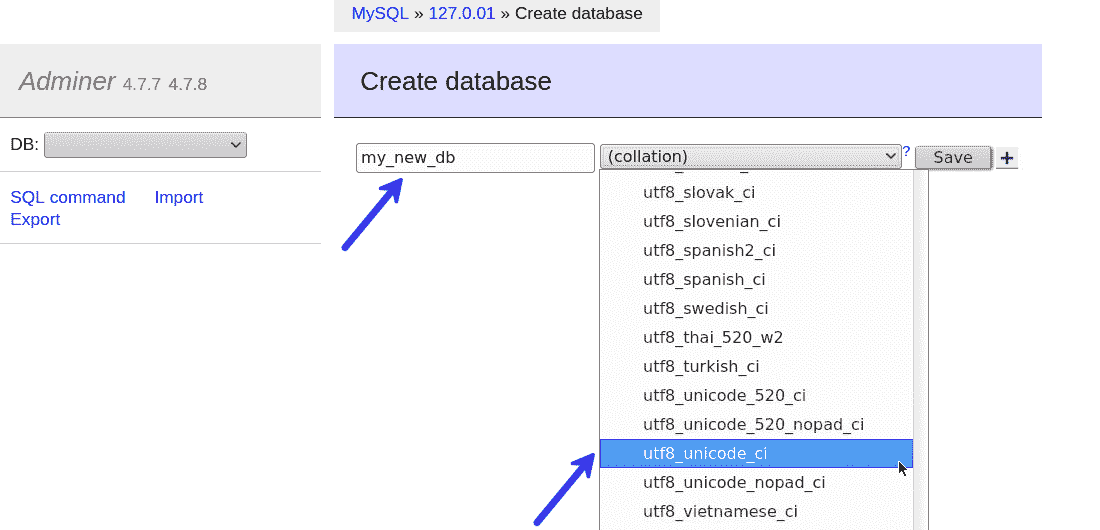 MySQL » 127.0.01 » Create database
Adminer 4.7.7 4.7.8
Create database
DB:
my_new_db
(collation)
?
Save
+
SQL command Import
Export
utf8_slovak_ci
utf8_slovenian_ci
utf8_spanish2_ci
utf8_spanish_ci
utf8_swedish_ci
utf8_thai_520_w2
utf8_turkish_ci
utf8_unicode_520_ci
utf8_unicode_520_nopad_ci
utf8_unicode_ci
utf8_unicode_nopad_ci
utf8_vietnamese_ci